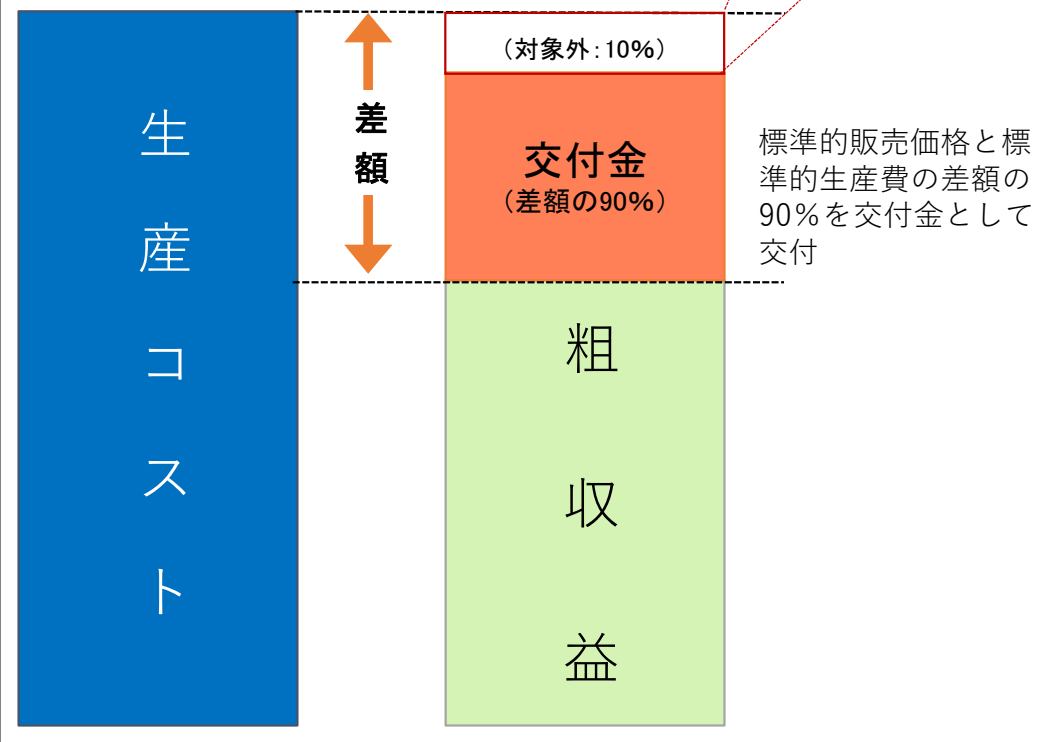 生産コスト
差額
（対象外：10%）
交付金
（差額の90%）
粗収益
標準的販売価格と標
準的生産費の差額の
90%を交付金として
交付